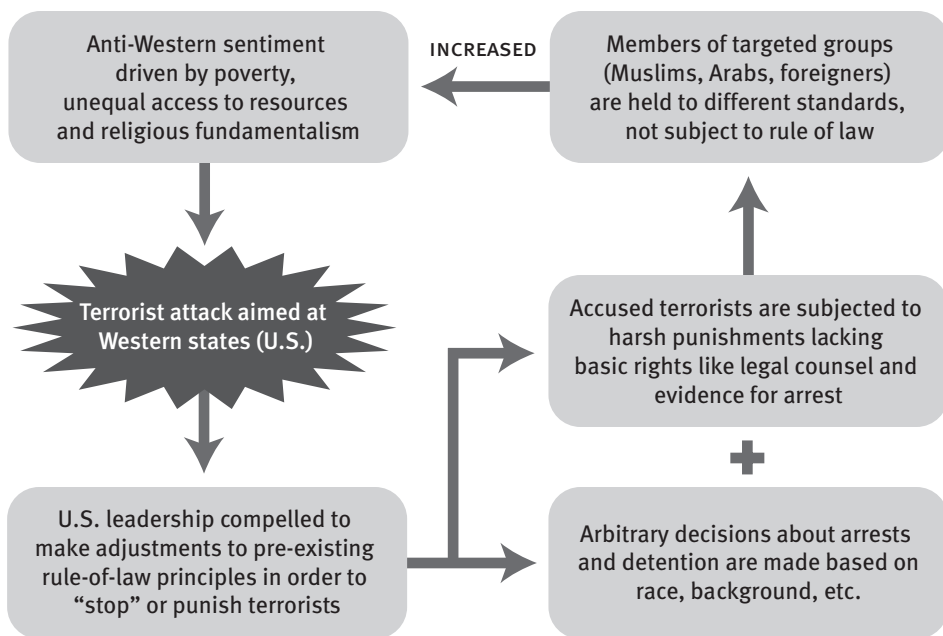 Anti-Western sentiment
driven by poverty,
unequal access to resources
and religious fundamentalism
Terrorist attack aimed at
Western states (U.S.)
U.S. leadership compelled to
make adjustments to pre-existing
rule-of-law principles in order to
“stop” or punish terrorists
Arbitrary decisions about arrests
and detention are made based on
race, background, etc.
+
Accused terrorists are subjected to
harsh punishments lacking
basic rights like legal counsel and
evidence for arrest
Members of targeted groups
(Muslims, Arabs, foreigners)
are held to different standards,
not subject to rule of law
INCREASED